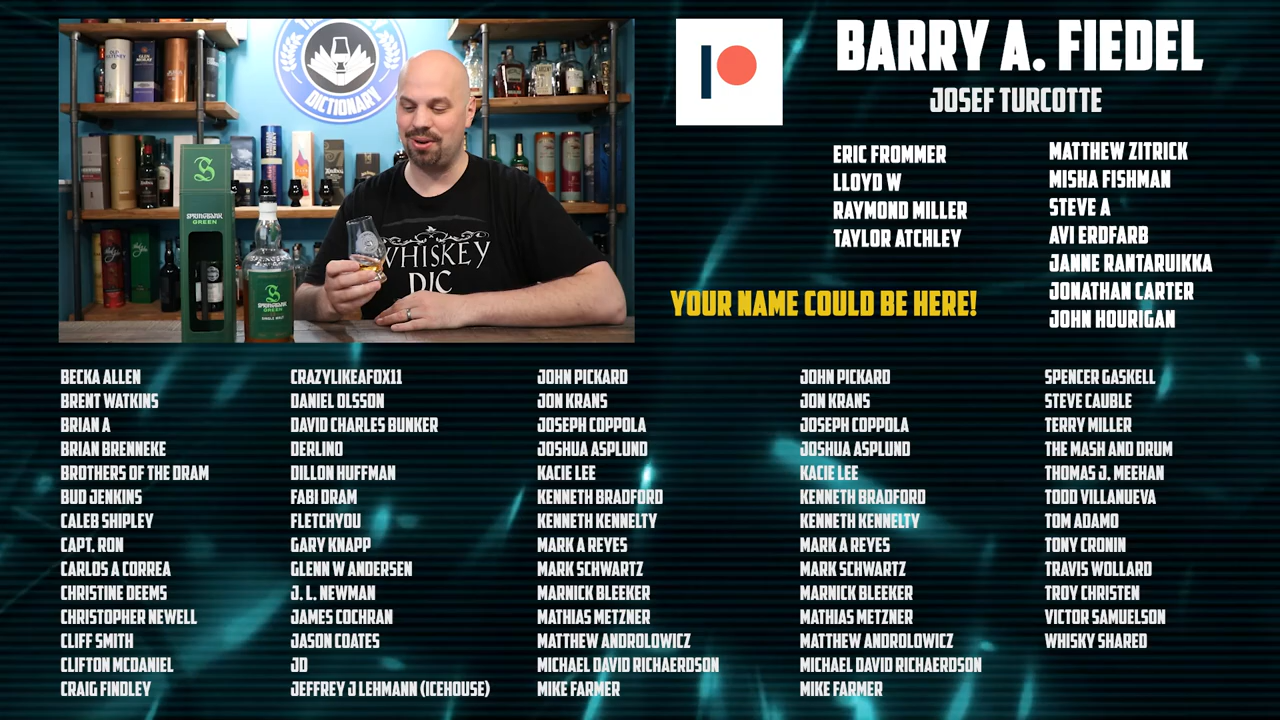 DICTIONARY
SPRINGBANK
GREEN
SPRINGBANK
GREEN
SINGLE MALT
WHISKEY
DIC
BARRY A. FIEDEL
JOSEF TURCOTTE
ERIC FROMMER
LLOYD W
RAYMOND MILLER
TAYLOR ATCHLEY
MATTHEW ZITRICK
MISHA FISHMAN
STEVE A
AVI ERDFARB
JANNE RANTARUIKKA
JONATHAN CARTER
JOHN HOURIGAN
YOUR NAME COULD BE HERE!
BECKA ALLEN
BRENT WATKINS
BRIAN A
BRIAN BRENNEKE
BROTHERS OF THE DRAM
BUD JENKINS
CALEB SHIPLEY
CAPT. RON
CARLOS A CORREA
CHRISTINE DEEMS
CHRISTOPHER NEWELL
CLIFF SMITH
CLIFTON MCDANIEL
CRAIG FINDLEY
CRAZYLIKEAFOX11
DANIEL OLSSON
DAVID CHARLES BUNKER
DERLINO
DILLON HUFFMAN
FABI DRAM
FLETCHYOU
GARY KNAPP
GLENN W ANDERSEN
J. L. NEWMAN
JAMES COCHRAN
JASON COATES
JD
JEFFREY J LEHMANN (ICEHOUSE)
JOHN PICKARD
JON KRANS
JOSEPH COPPOLA
JOSHUA ASPLUND
KACIE LEE
KENNETH BRADFORD
KENNETH KENNELTY
MARK A REYES
MARK SCHWARTZ
MARNICK BLEEKER
MATHIAS METZNER
MATTHEW ANDROLOWICZ
MICHAEL DAVID RICHAERDSON
MIKE FARMER
JOHN PICKARD
JON KRANS
JOSEPH COPPOLA
JOSHUA ASPLUND
KACIE LEE
KENNETH BRADFORD
KENNETH KENNELTY
MARK A REYES
MARK SCHWARTZ
MARNICK BLEEKER
MATHIAS METZNER
MATTHEW ANDROLOWICZ
MICHAEL DAVID RICHAERDSON
MIKE FARMER
SPENCER GASKELL
STEVE CAUBLE
TERRY MILLER
THE MASH AND DRUM
THOMAS J. MEEHAN
TODD VILLANUEVA
TOM ADAMO
TONY CRONIN
TRAVIS WOLLARD
TROY CHRISTEN
VICTOR SAMUELSON
WHISKY SHARED